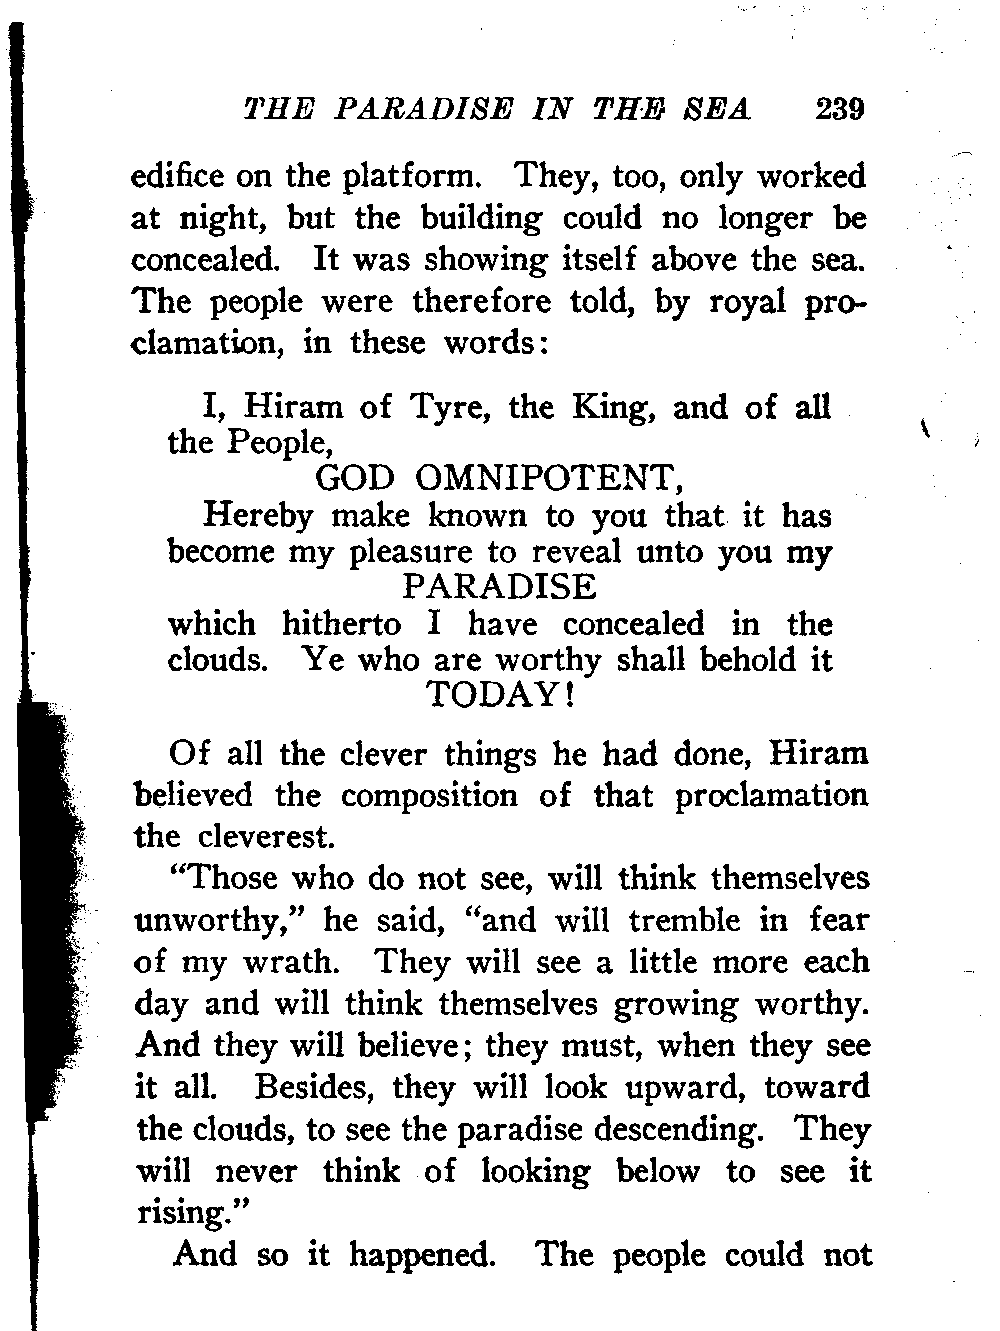 THE PARADISE IN THE SEA 239
edifice on the platform. They, too, only worked
at night, but the building could no longer be
concealed. It was showing itself above the sea.
The people were therefore told, by royal pro-
clamation, in these words:
I, Hiram of Tyre, the King, and of all
the People,
GOD OMNIPOTENT,
Hereby make known to you that it has
become my pleasure to reveal unto you my
PARADISE
which hitherto I have concealed in the
clouds. Ye who are worthy shall behold it
TODAY!
Of all the clever things he had done, Hiram
believed the composition of that proclamation
the cleverest.
“Those who do not see, will think themselves
unworthy,” he said, “and will tremble in fear
of my wrath. They will see a little more each
day and will think themselves growing worthy.
And they will believe; they must, when they see
it all. Besides, they will look upward, toward
the clouds, to see the paradise descending. They
will never think of looking below to see it
rising.”
And so it happened. The people could not